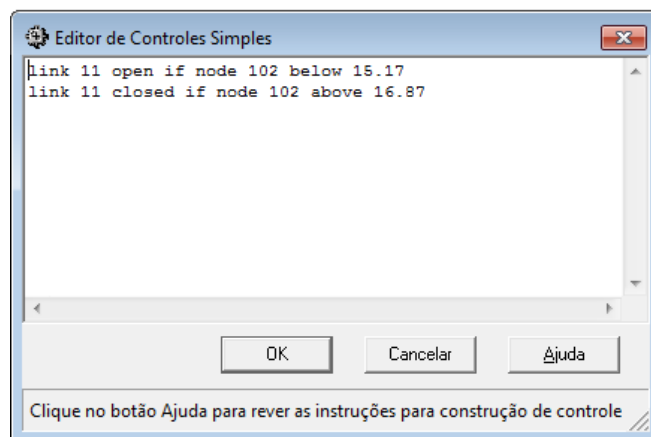 Editor de Controles Simples
link 11 open if node 102 below 15.17
link 11 closed if node 102 above 16.87
OK Cancelar Ajuda
Clique no botão Ajuda para rever as instruções para construção de controle